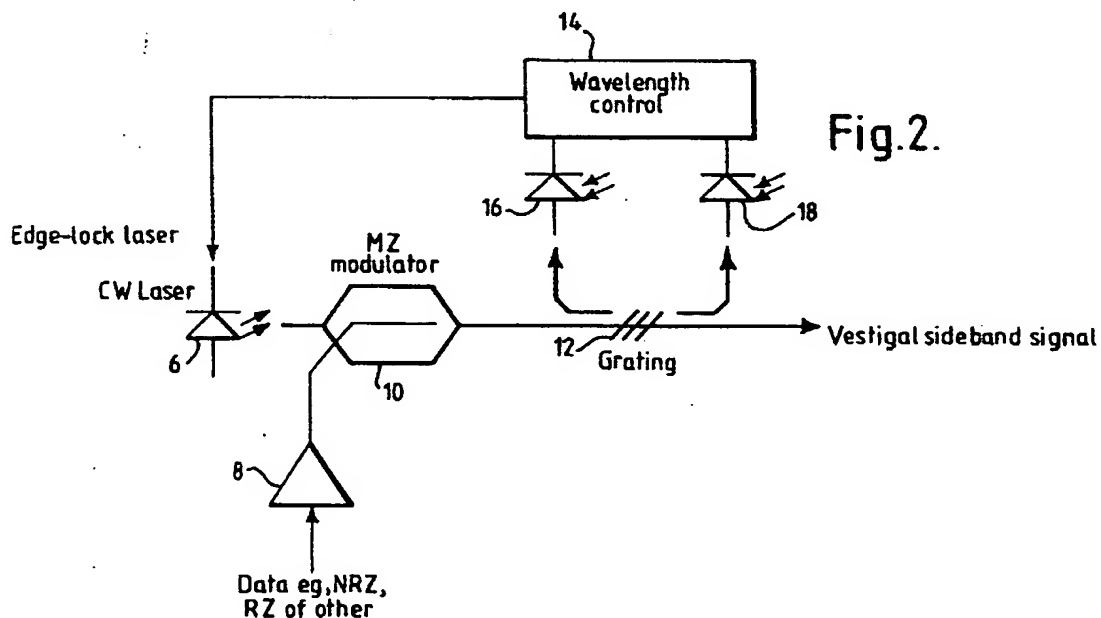 14
Wavelength
control
Fig.2.
16
18
Edge-lock laser
MZ
modulator
CW Laser
6
10
12
Grating
Vestigal sideband signal
8
Data eg,NRZ,
RZ of other